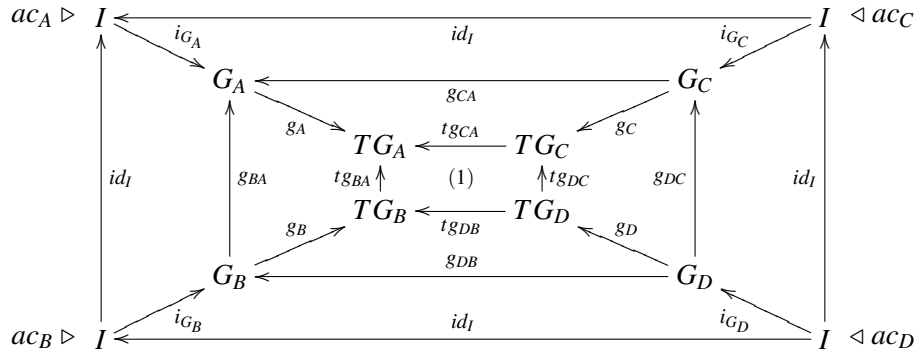 ac_A ▷ I id_I I ◁ ac_C
i_{G_A} i_{G_C}
G_A g_{CA} G_C
g_A tg_{CA} g_C
TG_A TG_C
id_I g_{BA} tg_{BA} (1) tg_{DC} g_{DC} id_I
TG_B TG_D
g_B tg_{DB} g_D
G_B g_{DB} G_D
i_{G_B} i_{G_D}
ac_B ▷ I id_I I ◁ ac_D